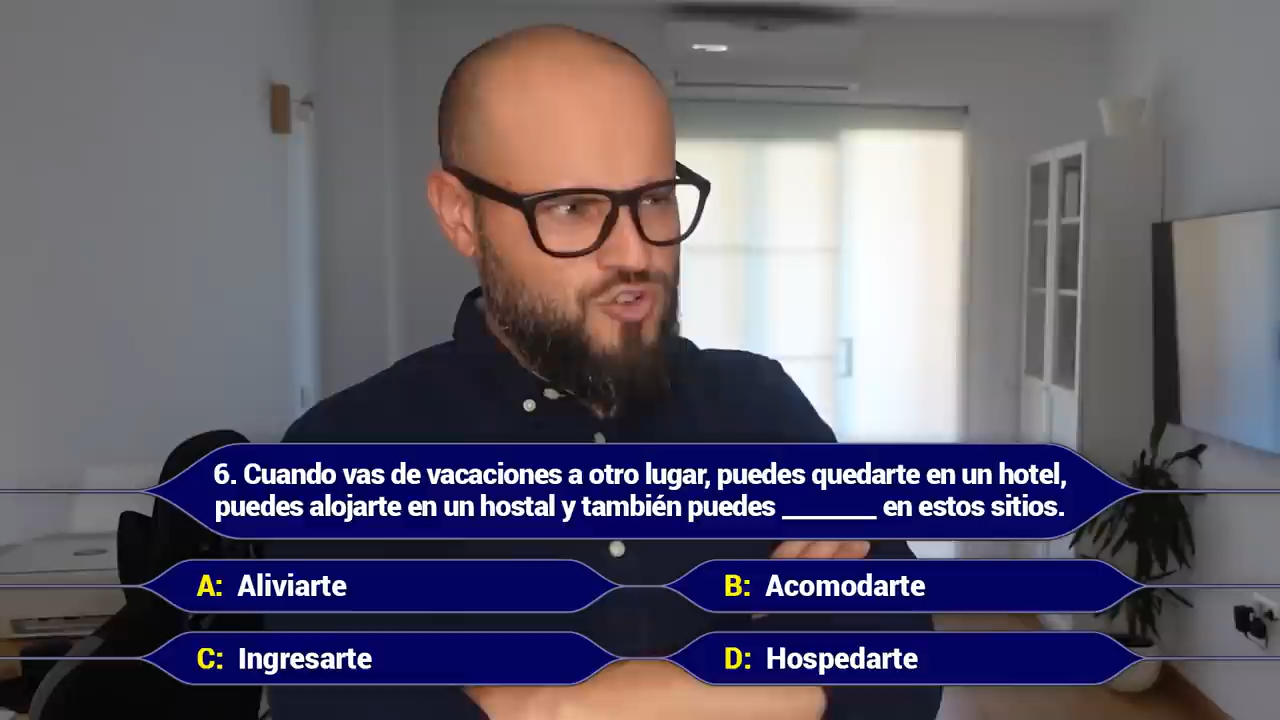 6. Cuando vas de vacaciones a otro lugar, puedes quedarte en un hotel,
puedes alojarte en un hostal y también puedes _______ en estos sitios.
A: Aliviarte
B: Acomodarte
C: Ingresarte
D: Hospedarte